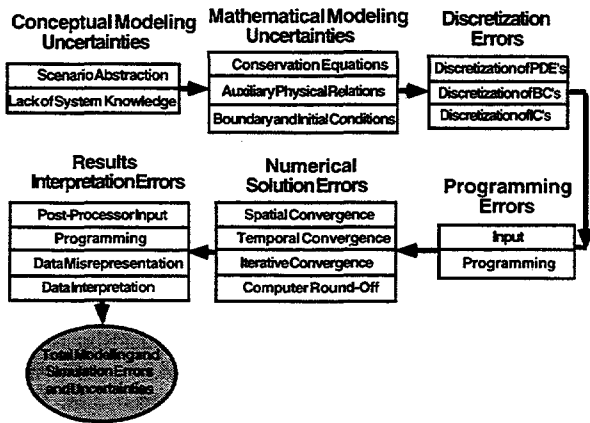 Conceptual Modeling
Uncertainties
Scenario Abstraction
Lack of System Knowledge
Mathematical Modeling
Uncertainties
Conservation Equations
Auxiliary Physical Relations
Boundary and Initial Conditions
Discretization
Errors
Discretization of PDE's
Discretization of BC's
Discretization of IC's
Programming
Errors
Input
Programming
Numerical
Solution Errors
Spatial Convergence
Temporal Convergence
Iterative Convergence
Computer Round-Off
Results
Interpretation Errors
Post-Processor Input
Programming
Data Misrepresentation
Data Interpretation
Total Modeling and
Simulation Errors
and Uncertainties